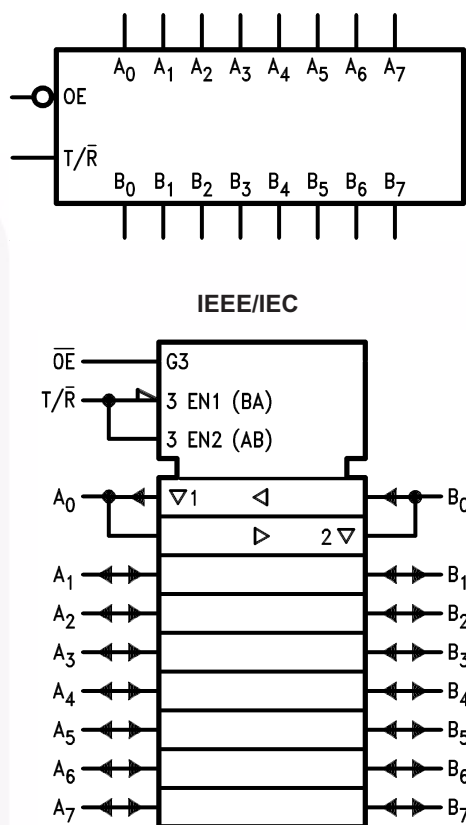 A₀ A₁ A₂ A₃ A₄ A₅ A₆ A₇
OE
T/R̅
B₀ B₁ B₂ B₃ B₄ B₅ B₆ B₇
IEEE/IEC
O̅E̅ G3
T/R̅ 3 EN1 (BA)
3 EN2 (AB)
A₀ ▽1 ◁ B₀
▷ 2▽
A₁ B₁
A₂ B₂
A₃ B₃
A₄ B₄
A₅ B₅
A₆ B₆
A₇ B₇